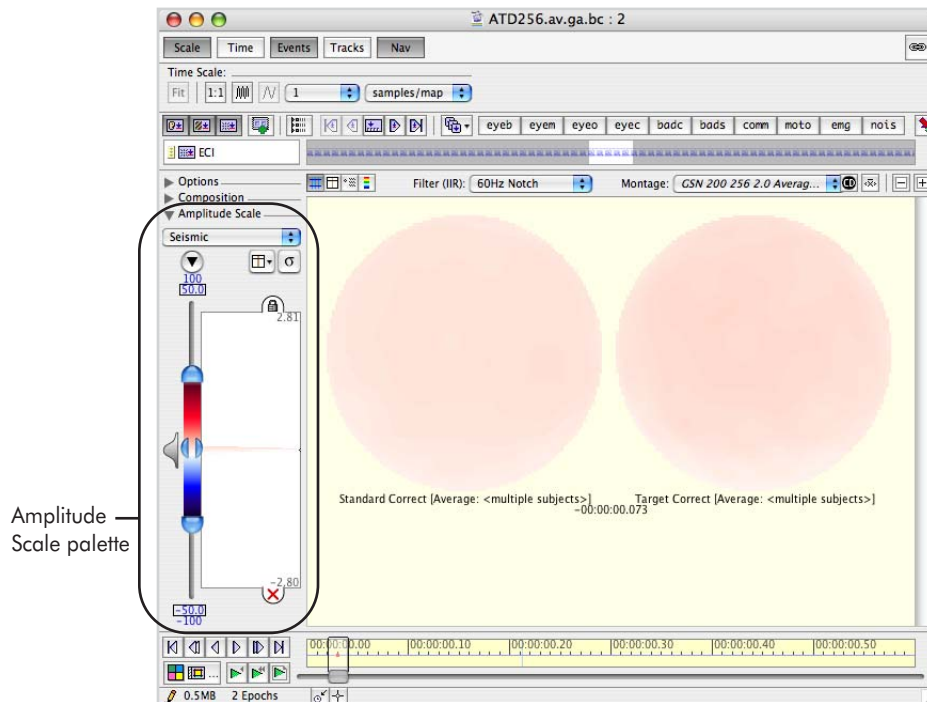 ATD256.av.ga.bc : 2
Scale Time Events Tracks Nav
Time Scale:
Fit 1:1 1 samples/map
eyeb eyem eyeo eyec badc bads comm moto emg nois
ECI
Options
Filter (IIR): 60Hz Notch Montage: GSN 200 256 2.0 Averag...
Composition
Amplitude Scale
Seismic
σ
100
50.0
2.81
Standard Correct [Average: <multiple subjects>] Target Correct [Average: <multiple subjects>]
-00:00:00.073
Amplitude
Scale palette
-2.80
-50.0
-100
00:00:00.00 00:00:00.10 00:00:00.20 00:00:00.30 00:00:00.40 00:00:00.50
...
0.5MB 2 Epochs